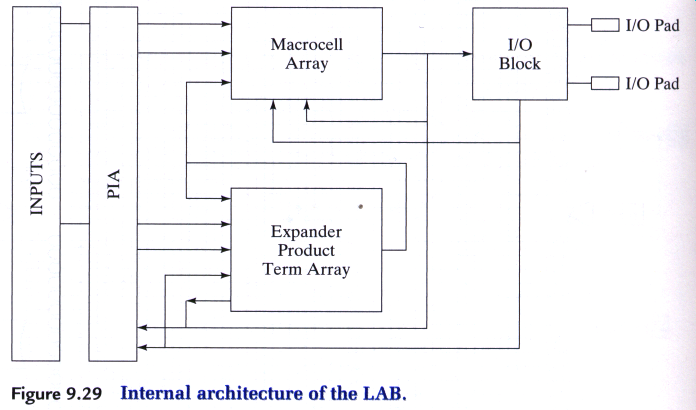 INPUTS
PIA
Macrocell
Array
I/O
Block
I/O Pad
I/O Pad
Expander
Product
Term Array
Figure 9.29 Internal architecture of the LAB.